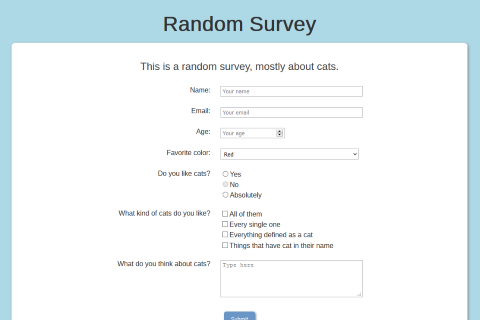 Random Survey
This is a random survey, mostly about cats.
Name: Your name
Email: Your email
Age: Your age
Favorite color: Red
Do you like cats? Yes
No
Absolutely
What kind of cats do you like? All of them
Every single one
Everything defined as a cat
Things that have cat in their name
What do you think about cats? Type here
Submit